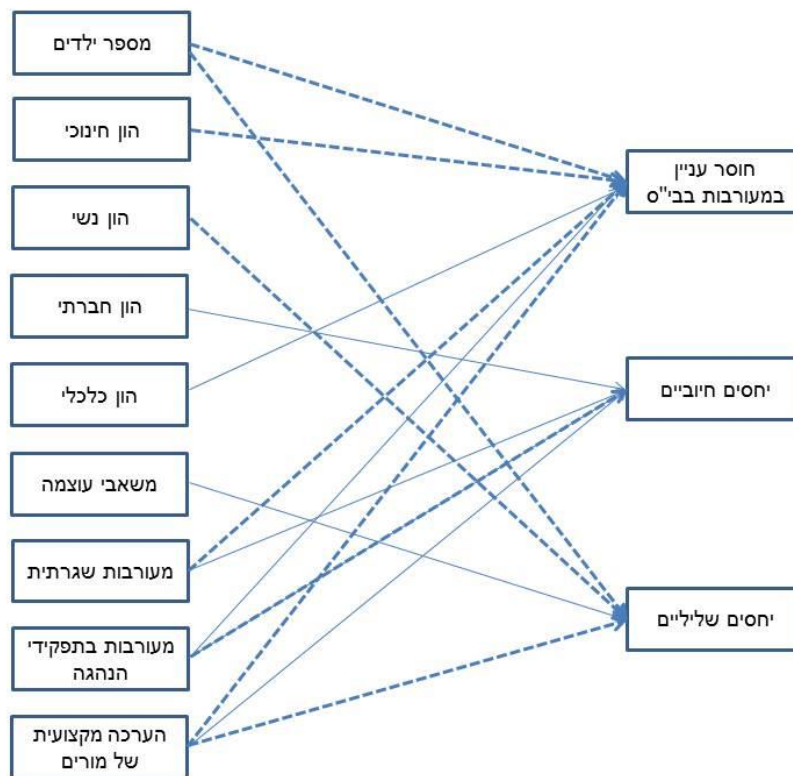 מספר ילדים
הון חינוכי
הון נשי
הון חברתי
הון כלכלי
משאבי עוצמה
מעורבות שגרתית
מעורבות בתפקידי
הנהגה
הערכה מקצועית
של מורים
חוסר עניין
במעורבות בבי"ס
יחסים חיוביים
יחסים שליליים